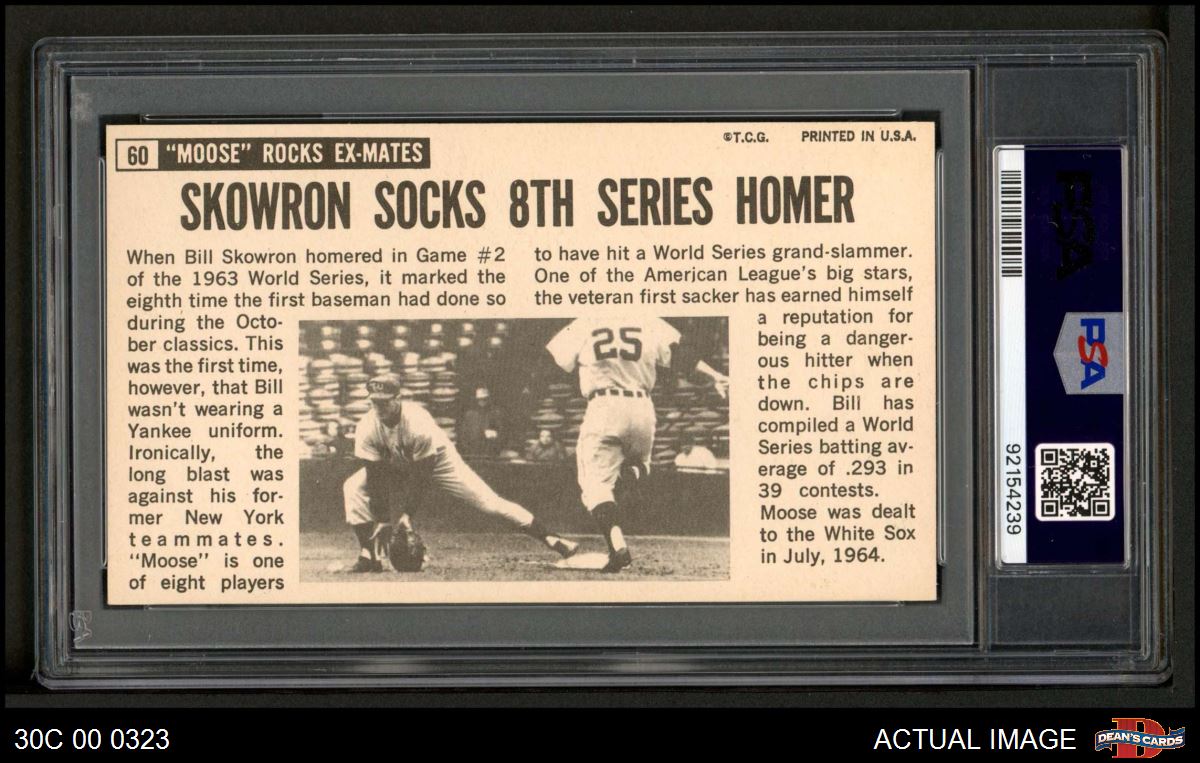 60 "MOOSE" ROCKS EX-MATES
©T.C.G. PRINTED IN U.S.A.
SKOWRON SOCKS 8TH SERIES HOMER
When Bill Skowron homered in Game #2
of the 1963 World Series, it marked the
eighth time the first baseman had done so
during the Octo-
ber classics. This
was the first time,
however, that Bill
wasn't wearing a
Yankee uniform.
Ironically, the
long blast was
against his for-
mer New York
teammates.
"Moose" is one
of eight players
to have hit a World Series grand-slammer.
One of the American League's big stars,
the veteran first sacker has earned himself
a reputation for
being a danger-
ous hitter when
the chips are
down. Bill has
compiled a World
Series batting av-
erage of .293 in
39 contests.
Moose was dealt
to the White Sox
in July, 1964.
25
PSA
PSA
92154239
PSA
30C 00 0323
ACTUAL IMAGE
DEAN'S CARDS